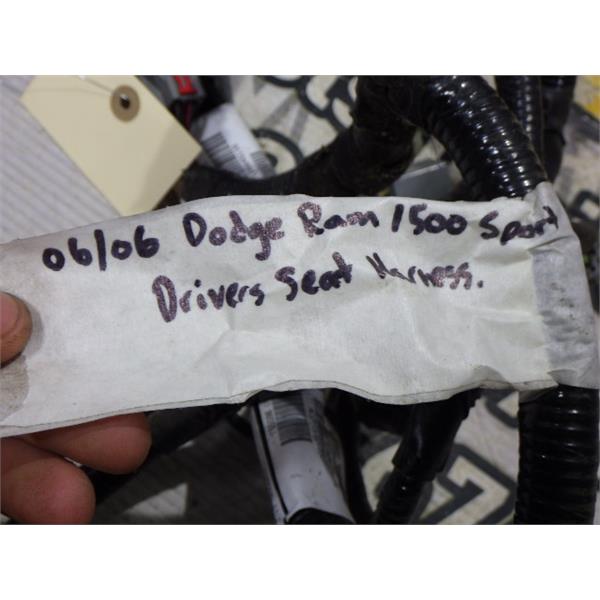 06/06 Dodge Ram 1500 Sport
Drivers Seat Harness.